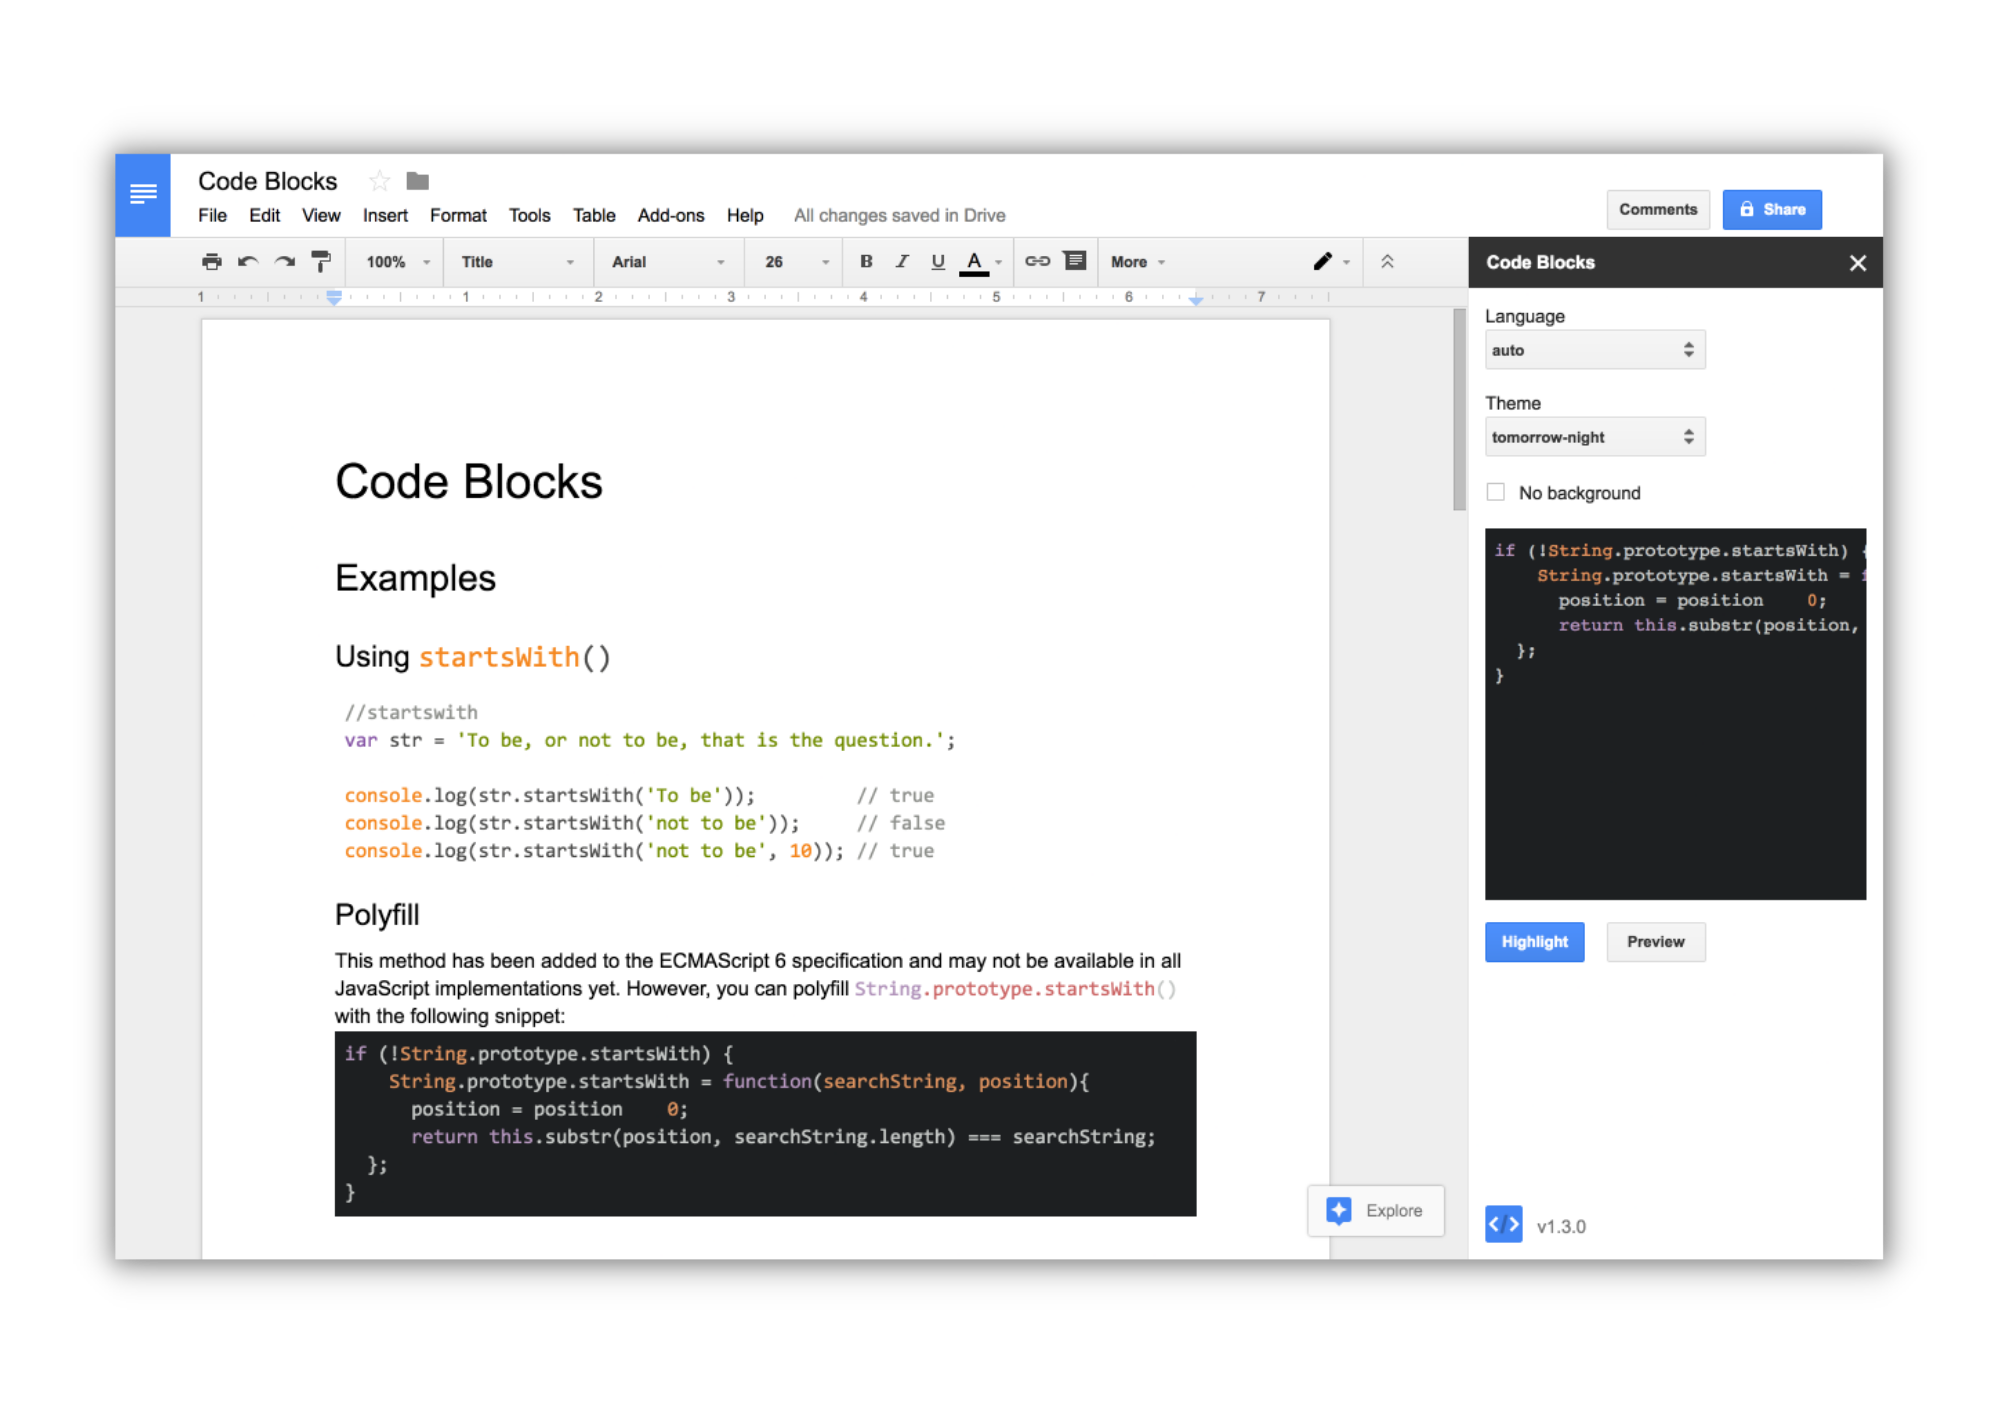 Code Blocks
File Edit View Insert Format Tools Table Add-ons Help All changes saved in Drive
Comments Share
100% Title Arial 26 B I U A More
1 1 2 3 4 5 6 7
Code Blocks
Examples
Using startsWith()
//startswith
var str = 'To be, or not to be, that is the question.';
console.log(str.startsWith('To be'));         // true
console.log(str.startsWith('not to be'));     // false
console.log(str.startsWith('not to be', 10)); // true
Polyfill
This method has been added to the ECMAScript 6 specification and may not be available in all
JavaScript implementations yet. However, you can polyfill String.prototype.startsWith()
with the following snippet:
if (!String.prototype.startsWith) {
    String.prototype.startsWith = function(searchString, position){
      position = position    0;
      return this.substr(position, searchString.length) === searchString;
  };
}
Explore
Code Blocks
Language
auto
Theme
tomorrow-night
No background
if (!String.prototype.startsWith) {
    String.prototype.startsWith = f
      position = position    0;
      return this.substr(position,
  };
}
Highlight Preview
</> v1.3.0